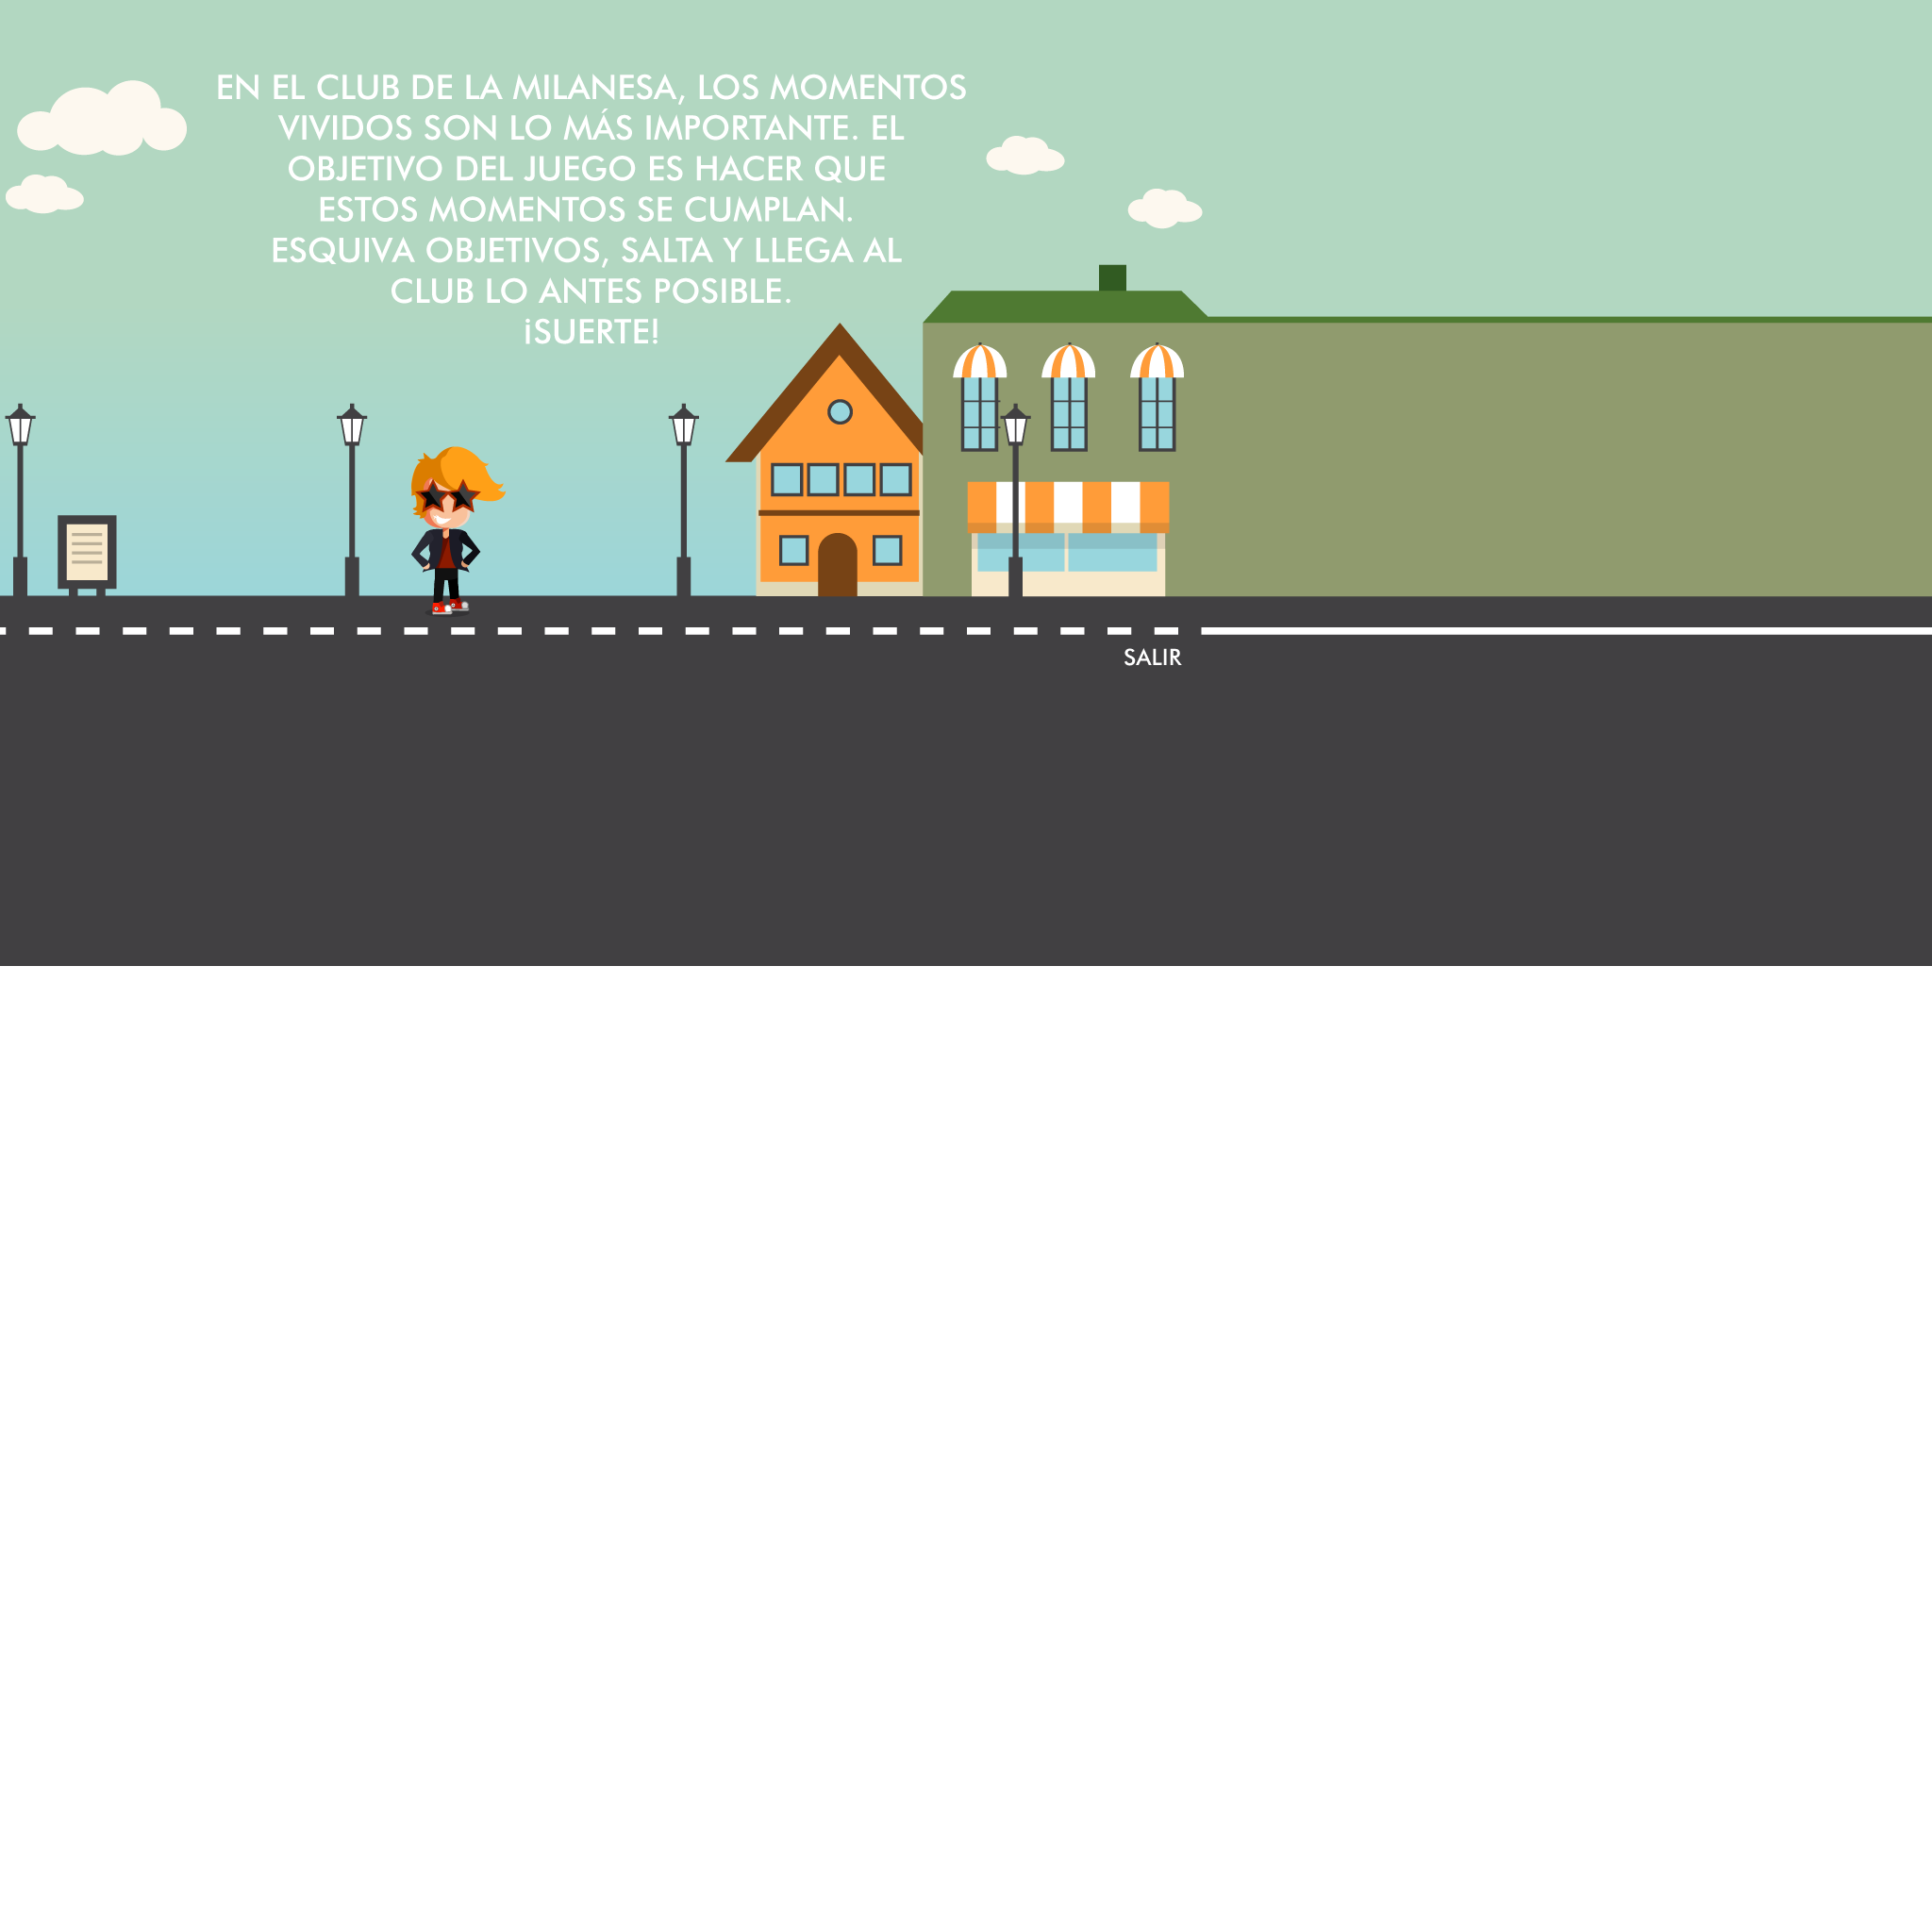 EN EL CLUB DE LA MILANESA, LOS MOMENTOS
VIVIDOS SON LO MÁS IMPORTANTE. EL
OBJETIVO DEL JUEGO ES HACER QUE
ESTOS MOMENTOS SE CUMPLAN.
ESQUIVA OBJETIVOS, SALTA Y LLEGA AL
CLUB LO ANTES POSIBLE.
¡SUERTE!
SALIR